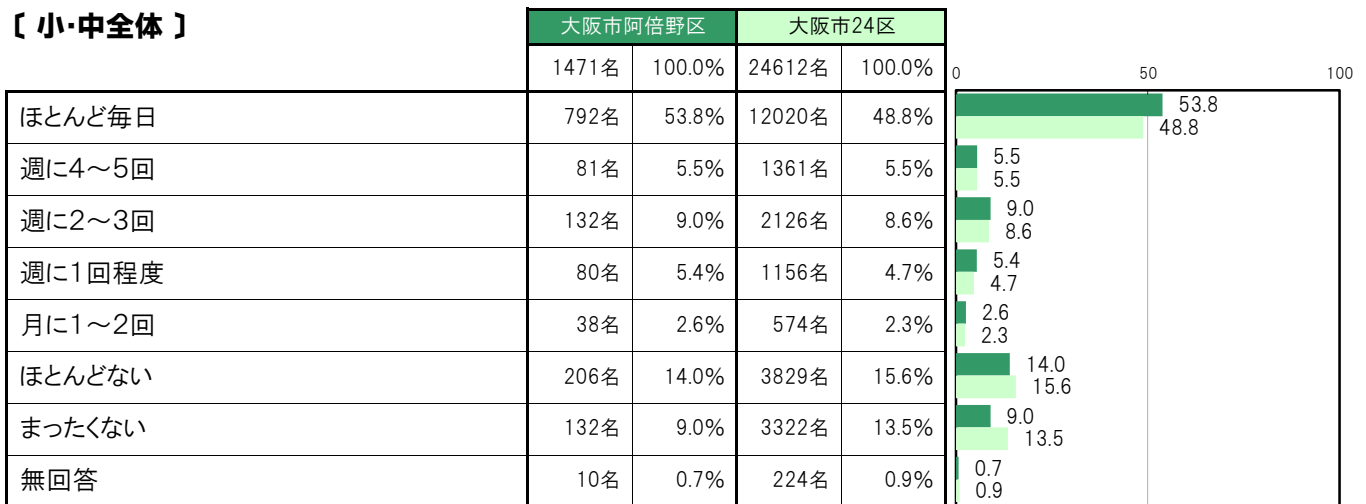 〔 小・中全体 〕
大阪市阿倍野区 大阪市24区
1471名 100.0% 24612名 100.0%
0 50 100
ほとんど毎日 792名 53.8% 12020名 48.8%
53.8
48.8
週に4～5回 81名 5.5% 1361名 5.5%
5.5
5.5
週に2～3回 132名 9.0% 2126名 8.6%
9.0
8.6
週に1回程度 80名 5.4% 1156名 4.7%
5.4
4.7
月に1～2回 38名 2.6% 574名 2.3%
2.6
2.3
ほとんどない 206名 14.0% 3829名 15.6%
14.0
15.6
まったくない 132名 9.0% 3322名 13.5%
9.0
13.5
無回答 10名 0.7% 224名 0.9%
0.7
0.9